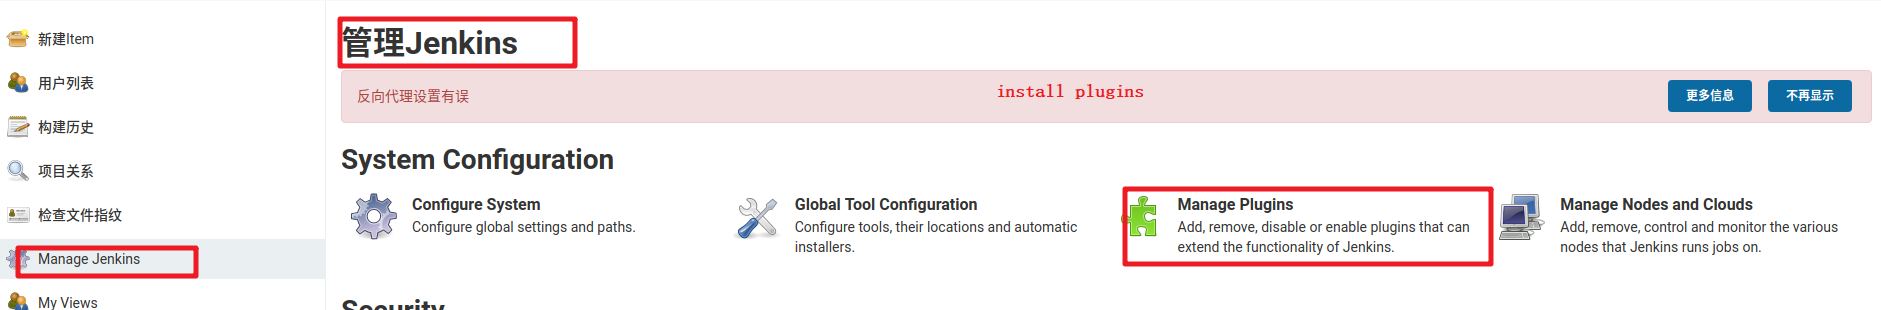 新建Item
用户列表
构建历史
项目关系
检查文件指纹
Manage Jenkins
My Views
管理Jenkins
反向代理设置有误
install plugins
更多信息
不再显示
System Configuration
Configure System
Configure global settings and paths.
Global Tool Configuration
Configure tools, their locations and automatic
installers.
Manage Plugins
Add, remove, disable or enable plugins that can
extend the functionality of Jenkins.
Manage Nodes and Clouds
Add, remove, control and monitor the various
nodes that Jenkins runs jobs on.
Security